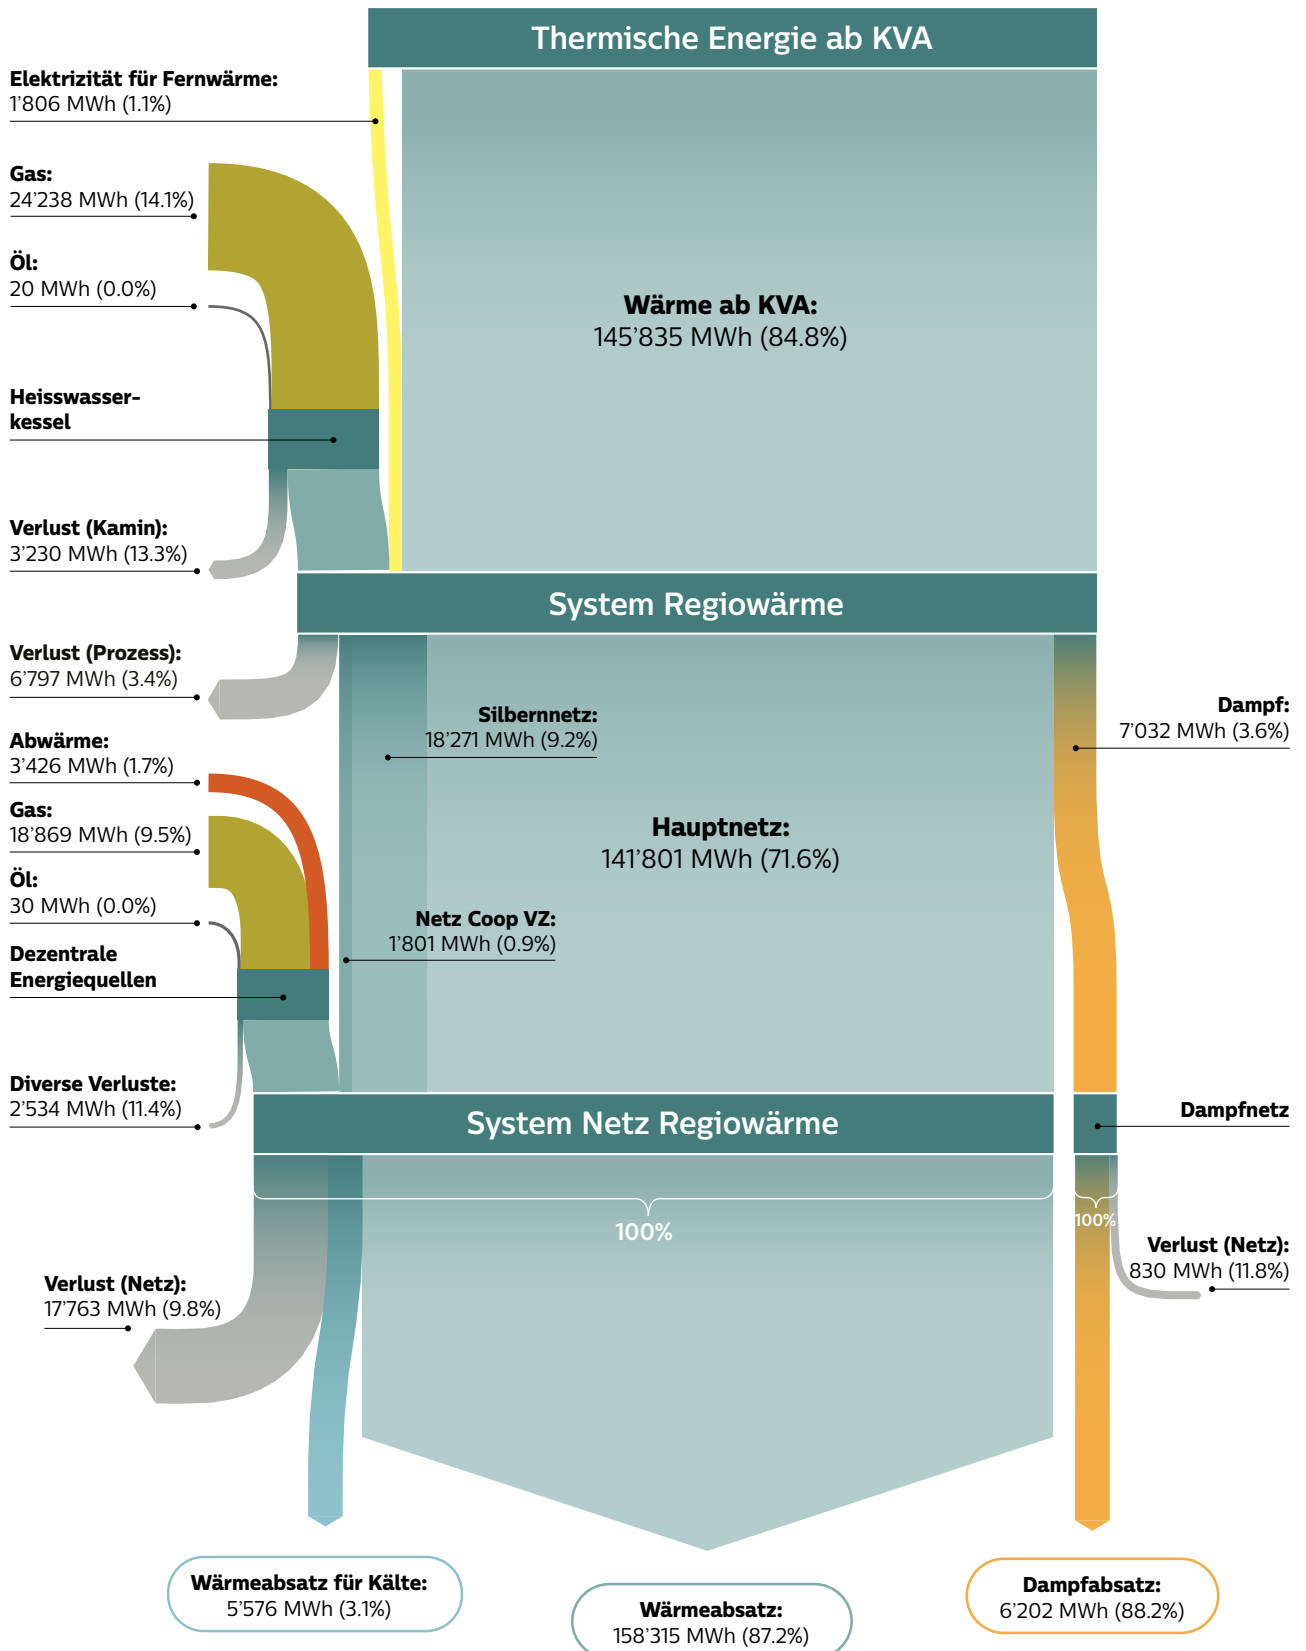 Thermische Energie ab KVA
Elektrizität für Fernwärme:
1’806 MWh (1.1%)
Gas:
24’238 MWh (14.1%)
Öl:
20 MWh (0.0%)
Wärme ab KVA:
145’835 MWh (84.8%)
Heisswasser-
kessel
Verlust (Kamin):
3’230 MWh (13.3%)
System Regiowärme
Verlust (Prozess):
6’797 MWh (3.4%)
Silbernnetz:
18’271 MWh (9.2%)
Dampf:
7’032 MWh (3.6%)
Abwärme:
3’426 MWh (1.7%)
Gas:
18’869 MWh (9.5%)
Hauptnetz:
141’801 MWh (71.6%)
Öl:
30 MWh (0.0%)
Netz Coop VZ:
1’801 MWh (0.9%)
Dezentrale
Energiequellen
Diverse Verluste:
2’534 MWh (11.4%)
System Netz Regiowärme
Dampfnetz
100%
100%
Verlust (Netz):
17’763 MWh (9.8%)
Verlust (Netz):
830 MWh (11.8%)
Wärmeabsatz für Kälte:
5’576 MWh (3.1%)
Wärmeabsatz:
158’315 MWh (87.2%)
Dampfabsatz:
6’202 MWh (88.2%)